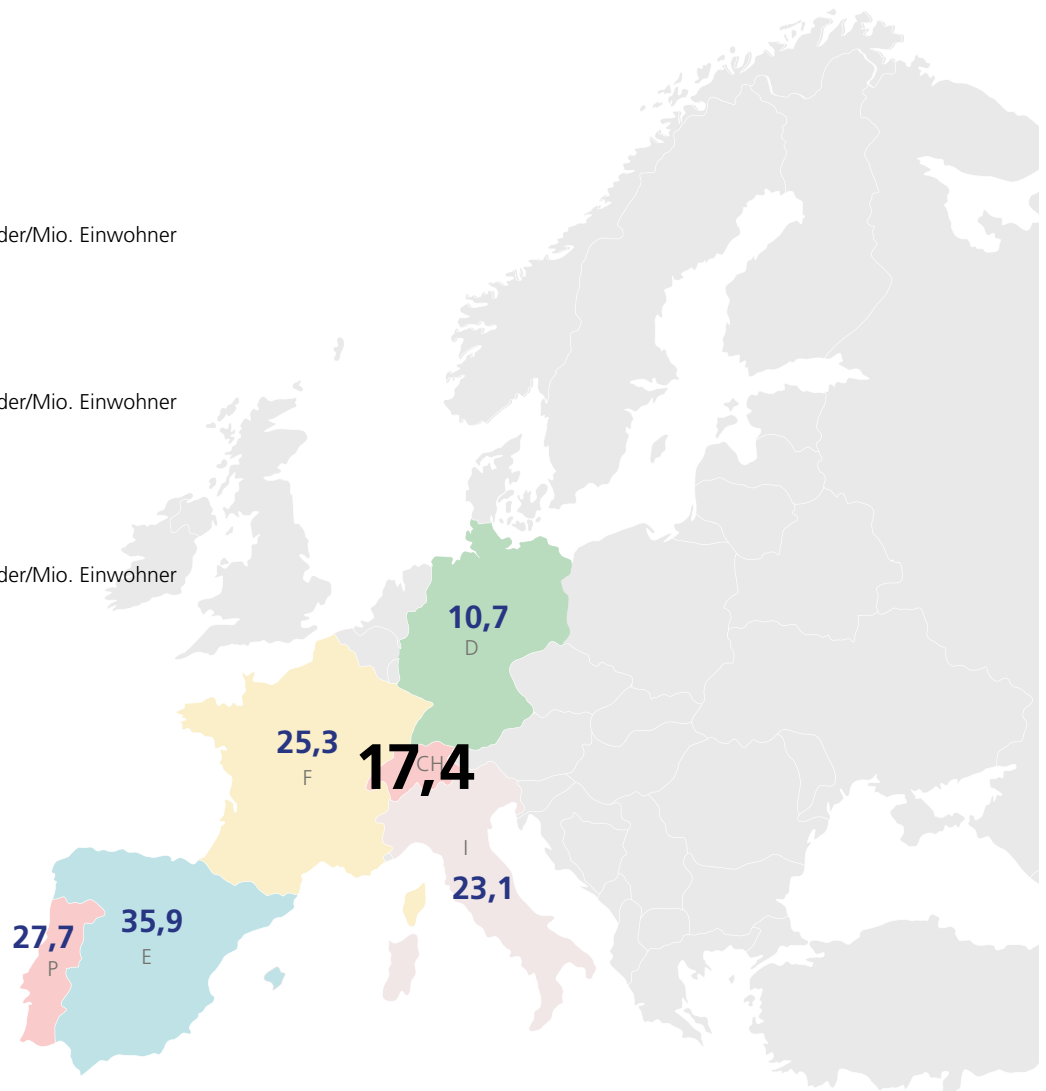 der/Mio. Einwohner
der/Mio. Einwohner
der/Mio. Einwohner
10,7
D
25,3
F
CH
17,4
I
23,1
35,9
E
27,7
P